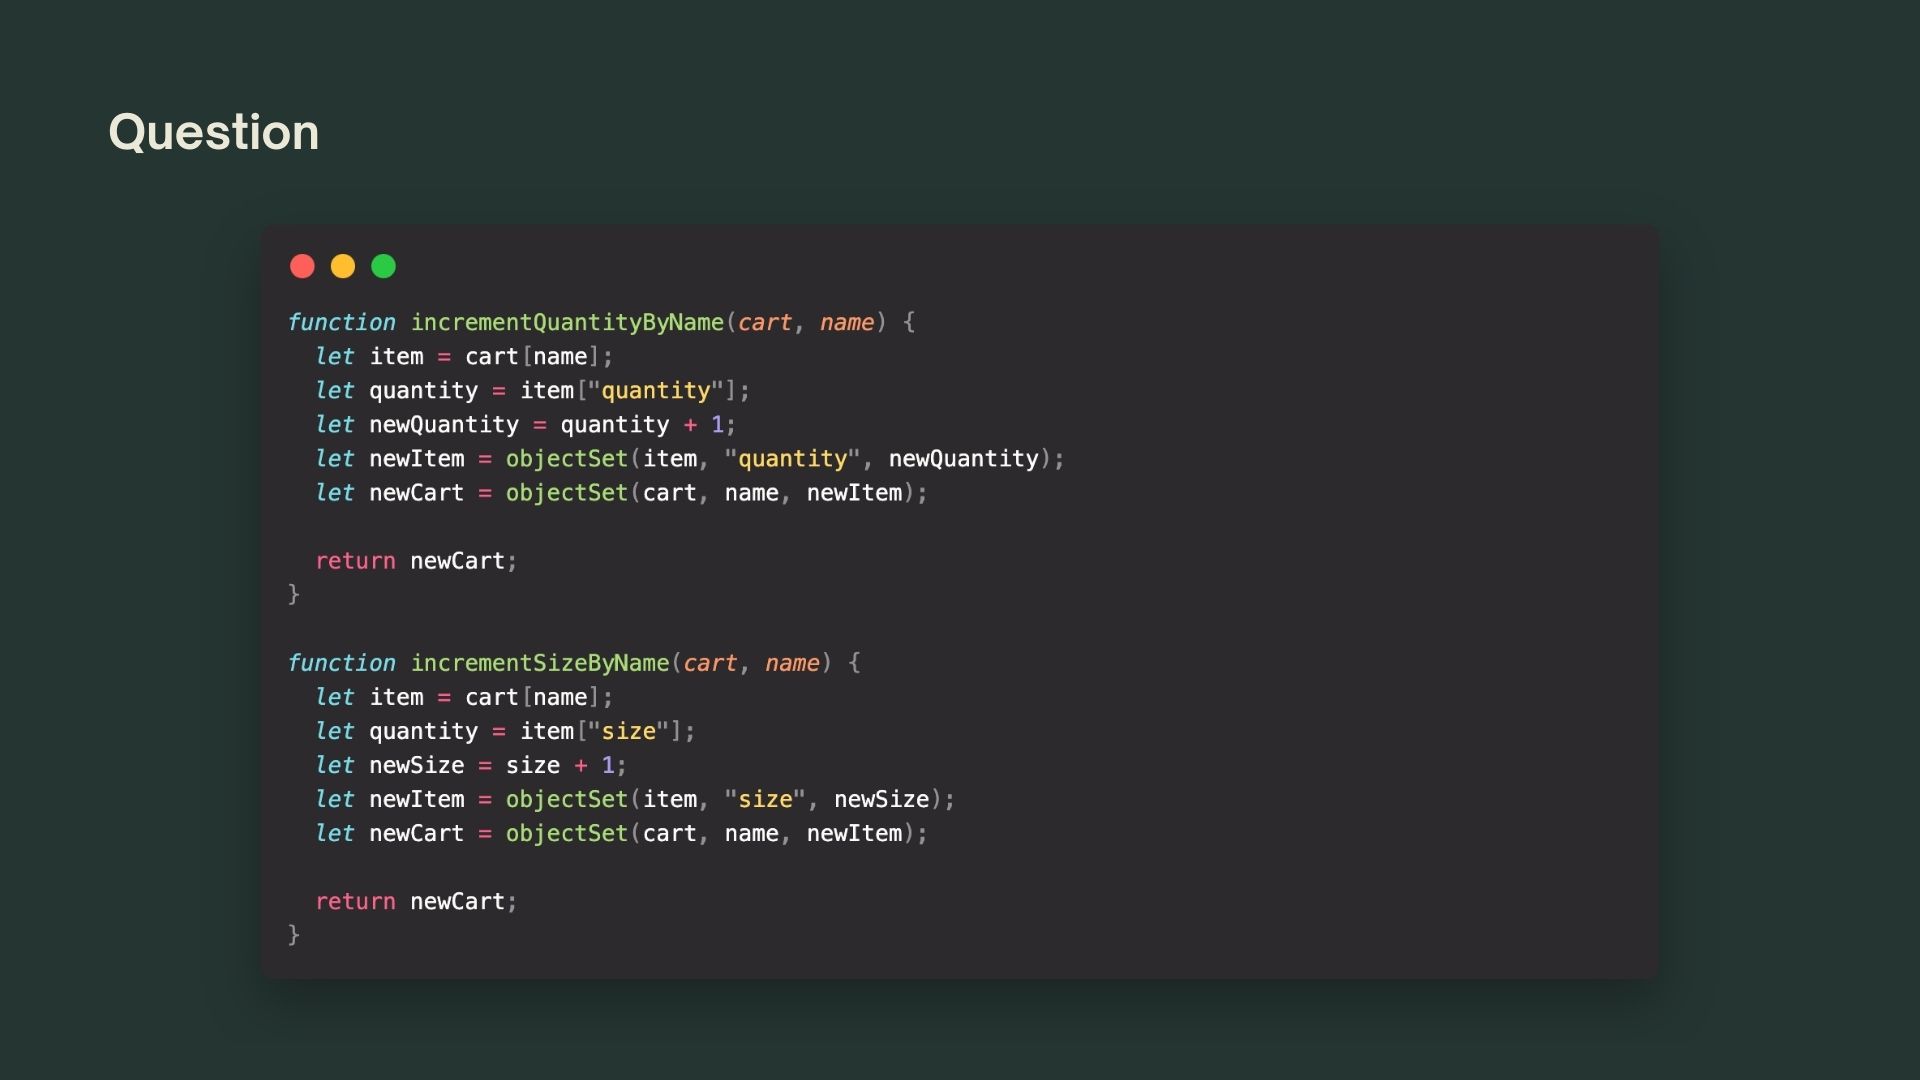 Question
function incrementQuantityByName(cart, name) {
  let item = cart[name];
  let quantity = item["quantity"];
  let newQuantity = quantity + 1;
  let newItem = objectSet(item, "quantity", newQuantity);
  let newCart = objectSet(cart, name, newItem);
  return newCart;
}
function incrementSizeByName(cart, name) {
  let item = cart[name];
  let quantity = item["size"];
  let newSize = size + 1;
  let newItem = objectSet(item, "size", newSize);
  let newCart = objectSet(cart, name, newItem);
  return newCart;
}